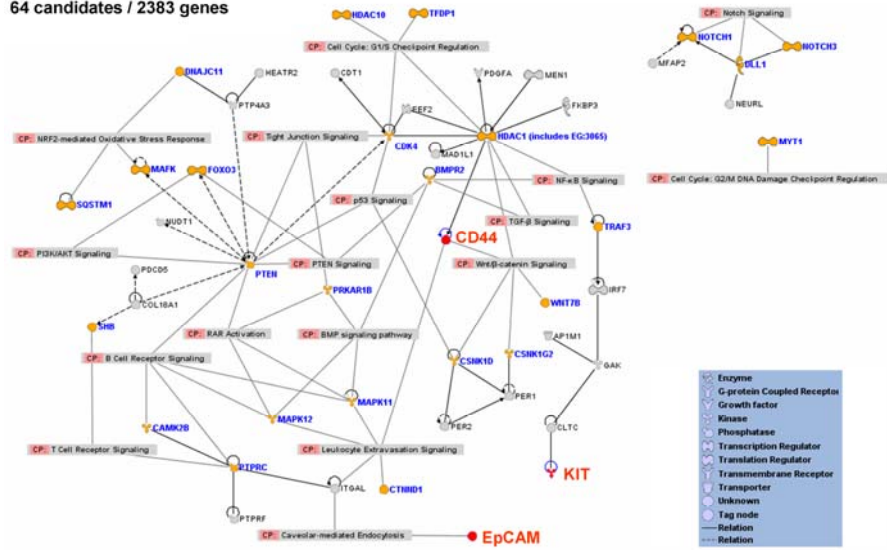 64 candidates / 2383 genes
HDAC10
TFDP1
CP: Notch Signaling
CP: Cell Cycle: G1/S Checkpoint Regulation
NOTCH1
NOTCH3
MFAP2
DLL1
DNAJC11
HEATR2
CDT1
PDGFA
MEN1
NEURL
PTP4A3
EEF2
FKBP3
CP: NRF2-mediated Oxidative Stress Response
CP: Tight Junction Signaling
CDK4
HDAC1 (includes EG:3065)
MYT1
MAD1L1
MAFK
FOXO3
BMPR2
CP: NF-κB Signaling
CP: Cell Cycle: G2/M DNA Damage Checkpoint Regulation
SQSTM1
CP: p53 Signaling
NUDT1
CP: TGF-β Signaling
TRAF3
CD44
CP: PI3K/AKT Signaling
PTEN
CP: PTEN Signaling
CP: Wnt/β-catenin Signaling
PDCD5
PRKAR1B
IRF7
COL18A1
WNT7B
SHB
CP: RAR Activation
CP: BMP signaling pathway
AP1M1
CP: B Cell Receptor Signaling
CSNK1D
CSNK1G2
GAK
PER1
MAPK11
MAPK12
CAMK2B
PER2
CLTC
CP: T Cell Receptor Signaling
CP: Leukocyte Extravasation Signaling
PTPRC
KIT
ITGAL
CTNND1
PTPRF
CP: Caveolar-mediated Endocytosis
EpCAM
Enzyme
G-protein Coupled Receptor
Growth factor
Kinase
Phosphatase
Transcription Regulator
Translation Regulator
Transmembrane Receptor
Transporter
Unknown
Tag node
Relation
Relation